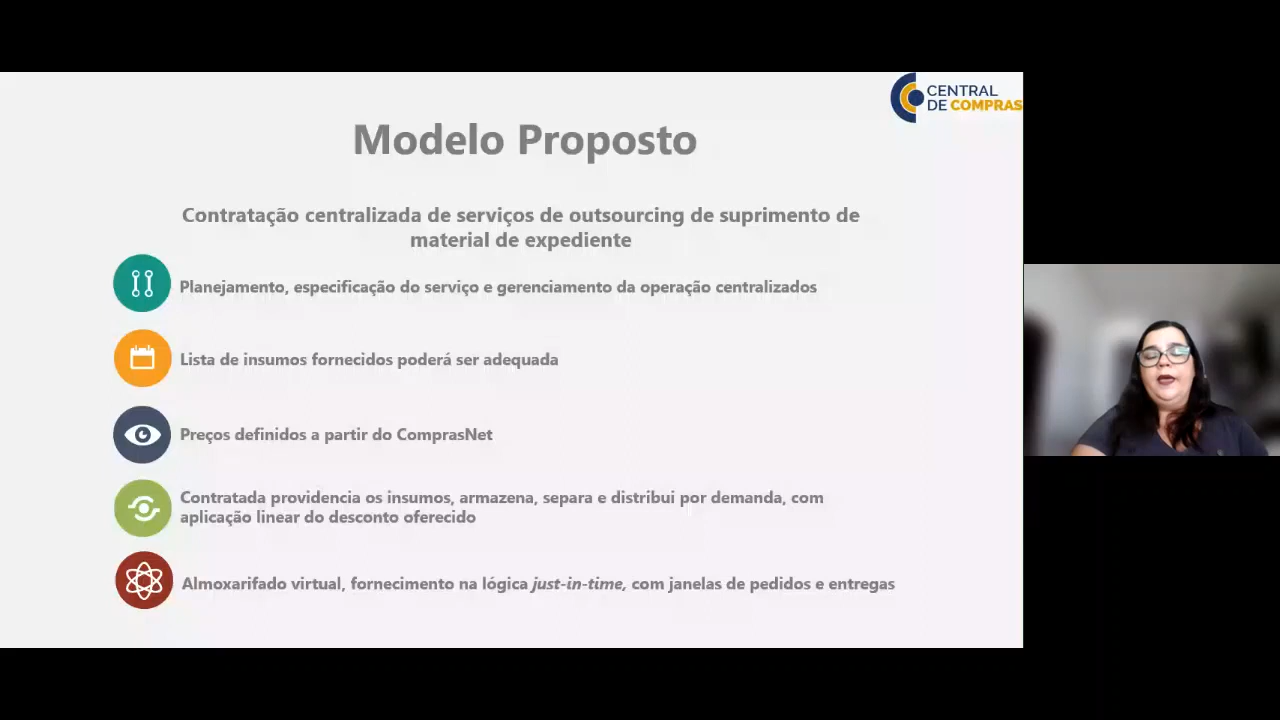 CENTRAL
DE COMPRAS
Modelo Proposto
Contratação centralizada de serviços de outsourcing de suprimento de
material de expediente
Planejamento, especificação do serviço e gerenciamento da operação centralizados
Lista de insumos fornecidos poderá ser adequada
Preços definidos a partir do ComprasNet
Contratada providencia os insumos, armazena, separa e distribui por demanda, com
aplicação linear do desconto oferecido
Almoxarifado virtual, fornecimento na lógica just-in-time, com janelas de pedidos e entregas